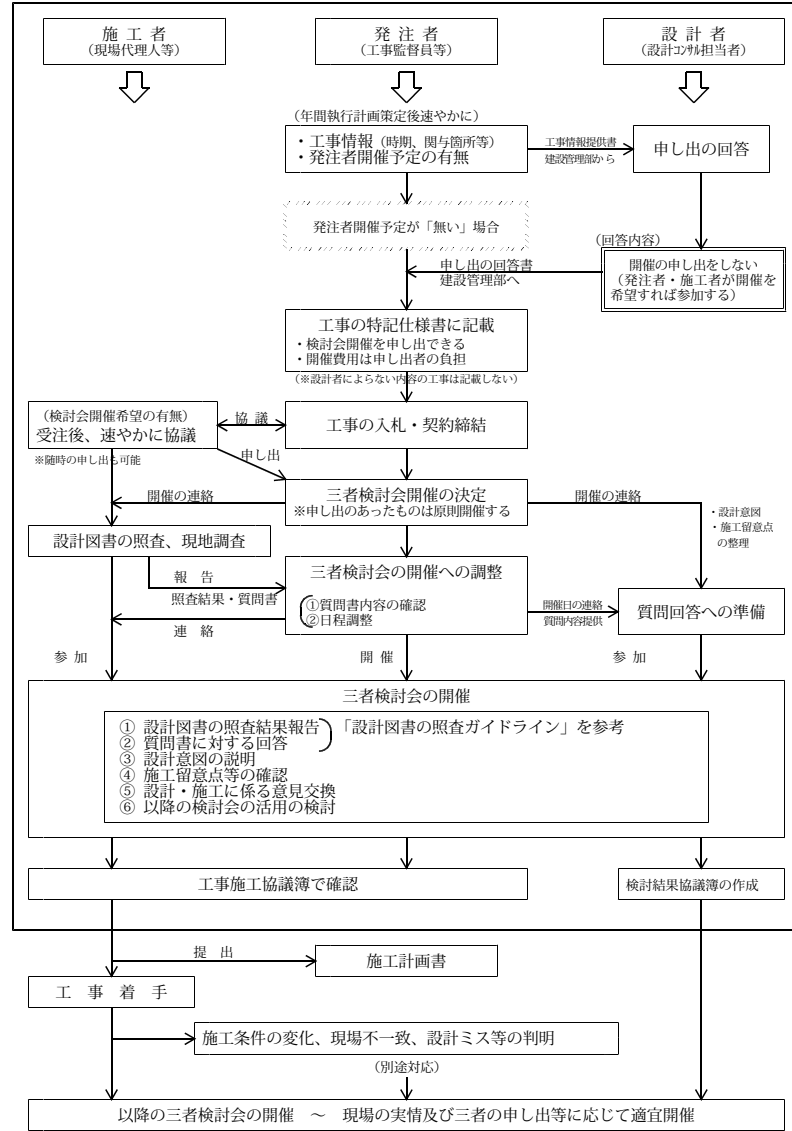 施 工 者
（現場代理人等）
発 注 者
（工事監督員等）
設 計 者
（設計ｺﾝｻﾙ担当者）
（年間執行計画策定後速やかに）
・工事情報（時期、関与箇所等）
・発注者開催予定の有無
工事情報提供書
建設管理部から
申し出の回答
発注者開催予定が「無い」場合
（回答内容）
開催の申し出をしない
（発注者・施工者が開催を
希望すれば参加する）
申し出の回答書
建設管理部へ
工事の特記仕様書に記載
・検討会開催を申し出できる
・開催費用は申し出者の負担
（※設計者によらない内容の工事は記載しない）
（検討会開催希望の有無）
受注後、速やかに協議
協 議
工事の入札・契約締結
※随時の申し出も可能
申し出
三者検討会開催の決定
※申し出のあったものは原則開催する
開催の連絡
開催の連絡
・設計意図
・施工留意点
の整理
設計図書の照査、現地調査
三者検討会の開催への調整
①質問書内容の確認
②日程調整
報 告
照査結果・質問書
連 絡
開催日の連絡
質問内容提供
質問回答への準備
参 加
開 催
参 加
三者検討会の開催
① 設計図書の照査結果報告
② 質問書に対する回答
「設計図書の照査ガイドライン」を参考
③ 設計意図の説明
④ 施工留意点等の確認
⑤ 設計・施工に係る意見交換
⑥ 以降の検討会の活用の検討
工事施工協議簿で確認
検討結果協議簿の作成
提 出
施工計画書
工 事 着 手
施工条件の変化、現場不一致、設計ミス等の判明
（別途対応）
以降の三者検討会の開催 ～ 現場の実情及び三者の申し出等に応じて適宜開催